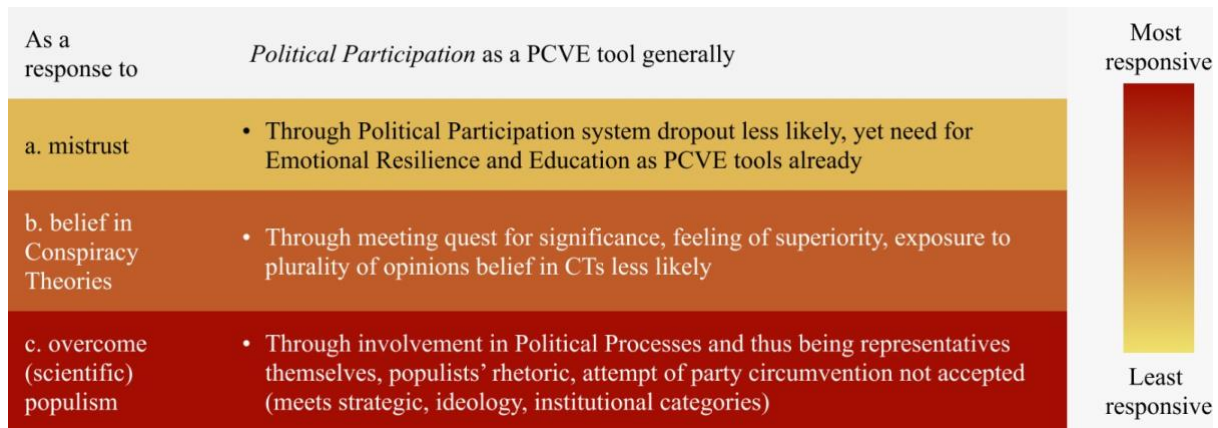 As a
response to
Political Participation as a PCVE tool generally
a. mistrust
• Through Political Participation system dropout less likely, yet need for
Emotional Resilience and Education as PCVE tools already
b. belief in
Conspiracy
Theories
• Through meeting quest for significance, feeling of superiority, exposure to
plurality of opinions belief in CTs less likely
c. overcome
(scientific)
populism
• Through involvement in Political Processes and thus being representatives
themselves, populists’ rhetoric, attempt of party circumvention not accepted
(meets strategic, ideology, institutional categories)
Most
responsive
Least
responsive